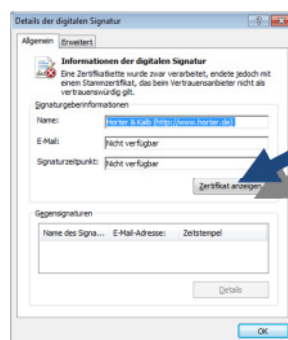 Details der digitalen Signatur
Allgemein Erweitert
Informationen der digitalen Signatur
Eine Zertifikatkette wurde zwar verarbeitet, endete jedoch mit
einem Stammzertifikat, das beim Vertrauensanbieter nicht als
vertrauenswürdig gilt.
Signaturgeberinformationen
Name: Horter & Kalb (http://www.horter.de)
E-Mail: Nicht verfügbar
Signaturzeitpunkt: Nicht verfügbar
Zertifikat anzeigen
Gegensignaturen
Name des Signa... E-Mail-Adresse: Zeitstempel
Details
OK